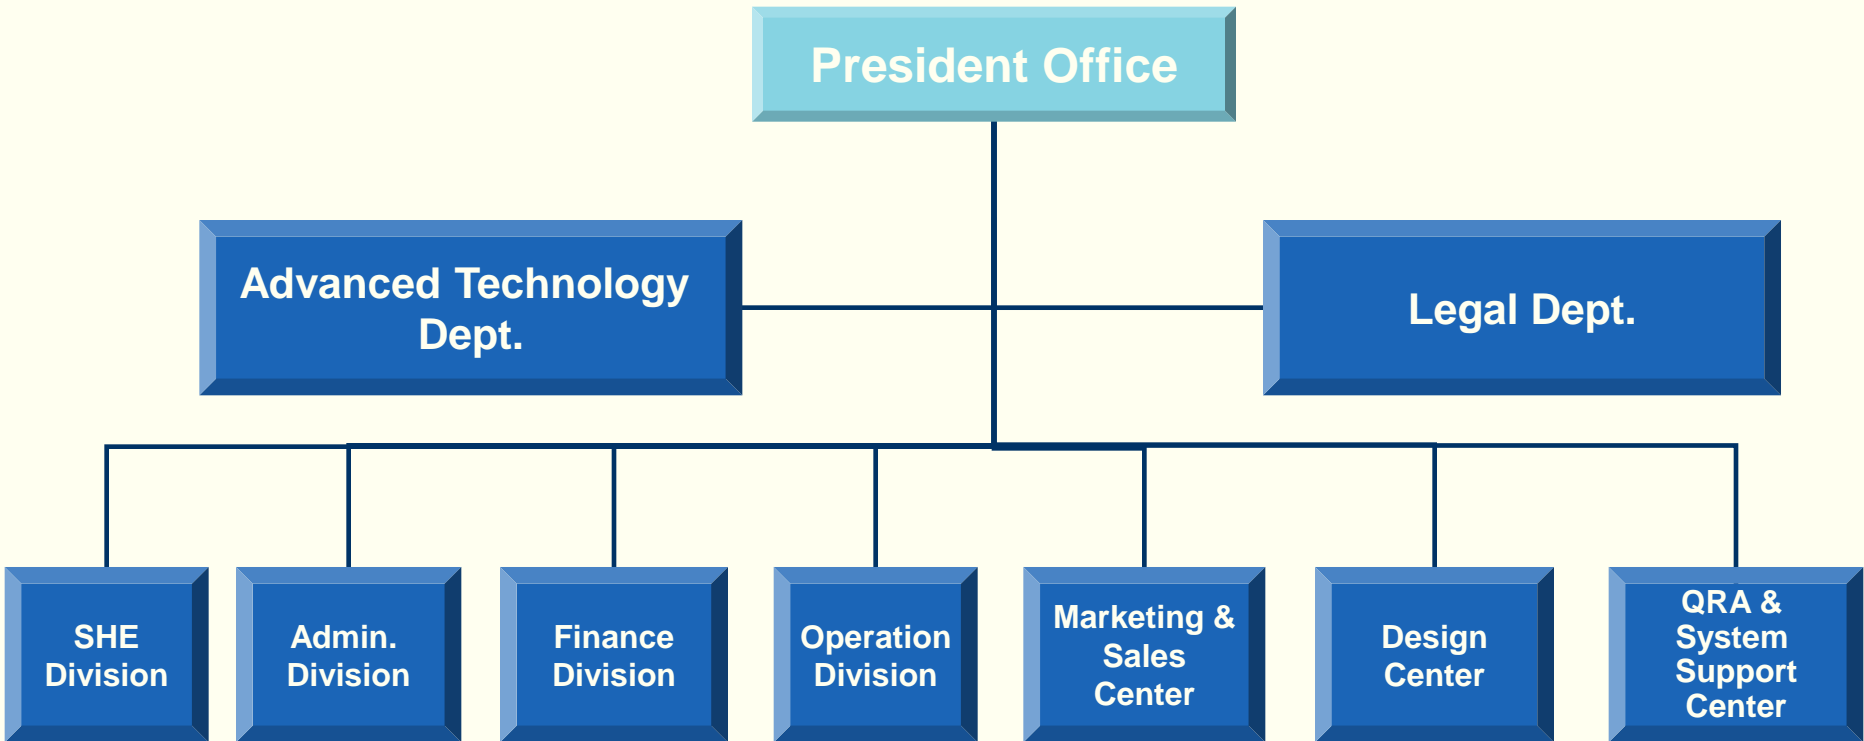 President Office
Advanced Technology
Dept.
Legal Dept.
SHE
Division
Admin.
Division
Finance
Division
Operation
Division
Marketing &
Sales
Center
Design
Center
QRA &
System
Support
Center